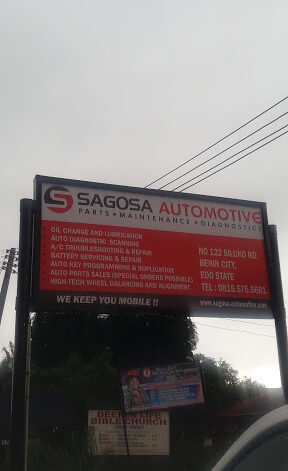 SAGOSA AUTOMOTIVE
PARTS • MAINTENANCE • DIAGNOSTICS
• OIL CHANGE AND LUBRICATION
• AUTO DIAGNOSTIC SCANNING
• A/C TROUBLESHOOTING & REPAIR
• BATTERY SERVICING & REPAIR
• AUTO KEY PROGRAMMING & DUPLICATION
• AUTO PARTS SALES (SPECIAL ORDERS POSSIBLE)
• HIGH-TECH WHEEL BALANCING AND ALIGNMENT
NO 122 SILUKO RD,
BENIN CITY,
EDO STATE
TEL: 0815.575.5661.
WE KEEP YOU MOBILE !!
www.sagosa-automotive.com
DEEPER LIFE
BIBLE CHURCH